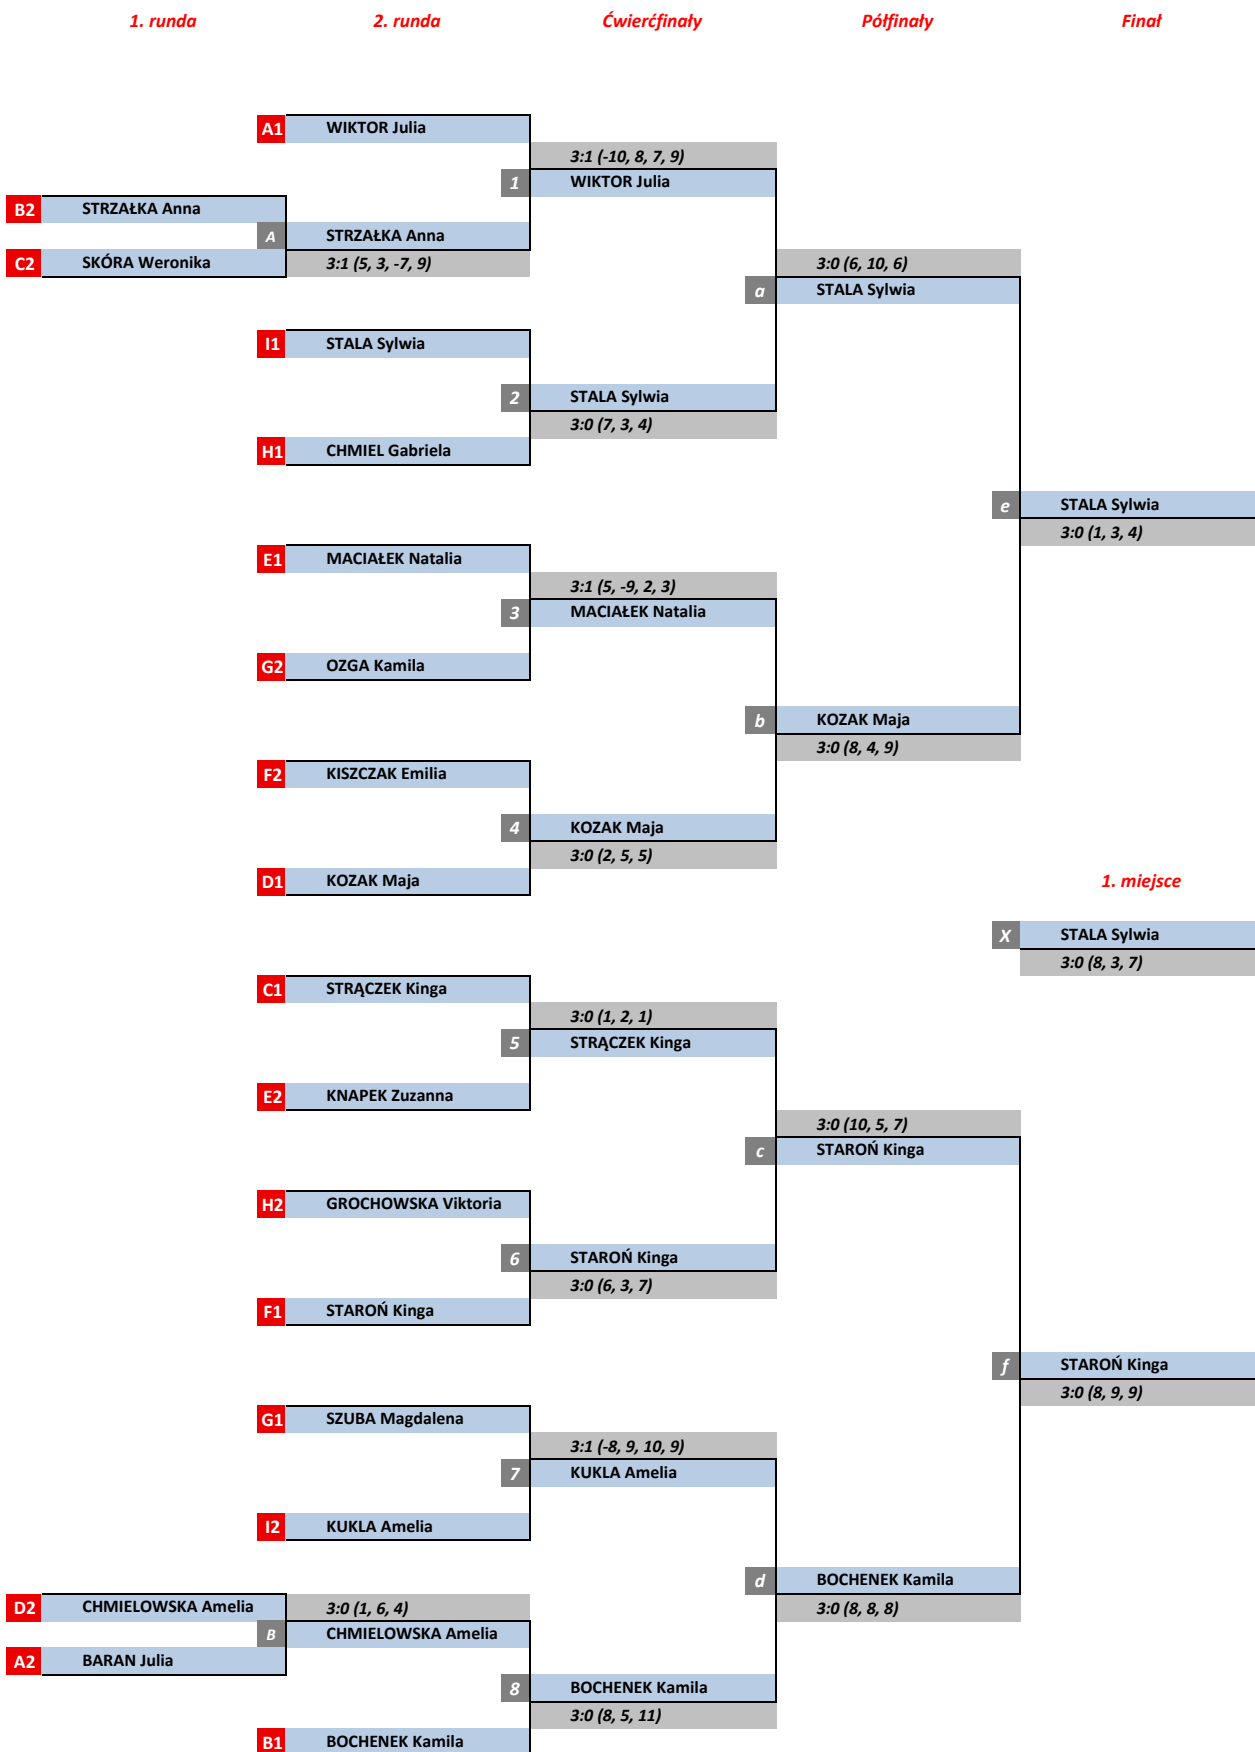 1. runda 2. runda Ćwierćfinały Półfinały Finał
A1 WIKTOR Julia
3:1 (-10, 8, 7, 9)
1 WIKTOR Julia
B2 STRZAŁKA Anna
A STRZAŁKA Anna
C2 SKÓRA Weronika 3:1 (5, 3, -7, 9)
3:0 (6, 10, 6)
a STALA Sylwia
I1 STALA Sylwia
2 STALA Sylwia
3:0 (7, 3, 4)
H1 CHMIEL Gabriela
e STALA Sylwia
3:0 (1, 3, 4)
E1 MACIAŁEK Natalia
3:1 (5, -9, 2, 3)
3 MACIAŁEK Natalia
G2 OZGA Kamila
b KOZAK Maja
3:0 (8, 4, 9)
F2 KISZCZAK Emilia
4 KOZAK Maja
3:0 (2, 5, 5)
D1 KOZAK Maja 1. miejsce
X STALA Sylwia
3:0 (8, 3, 7)
C1 STRĄCZEK Kinga
3:0 (1, 2, 1)
5 STRĄCZEK Kinga
E2 KNAPEK Zuzanna
3:0 (10, 5, 7)
c STAROŃ Kinga
H2 GROCHOWSKA Viktoria
6 STAROŃ Kinga
3:0 (6, 3, 7)
F1 STAROŃ Kinga
f STAROŃ Kinga
3:0 (8, 9, 9)
G1 SZUBA Magdalena
3:1 (-8, 9, 10, 9)
7 KUKLA Amelia
I2 KUKLA Amelia
d BOCHENEK Kamila
3:0 (8, 8, 8)
D2 CHMIELOWSKA Amelia 3:0 (1, 6, 4)
B CHMIELOWSKA Amelia
A2 BARAN Julia
8 BOCHENEK Kamila
3:0 (8, 5, 11)
B1 BOCHENEK Kamila